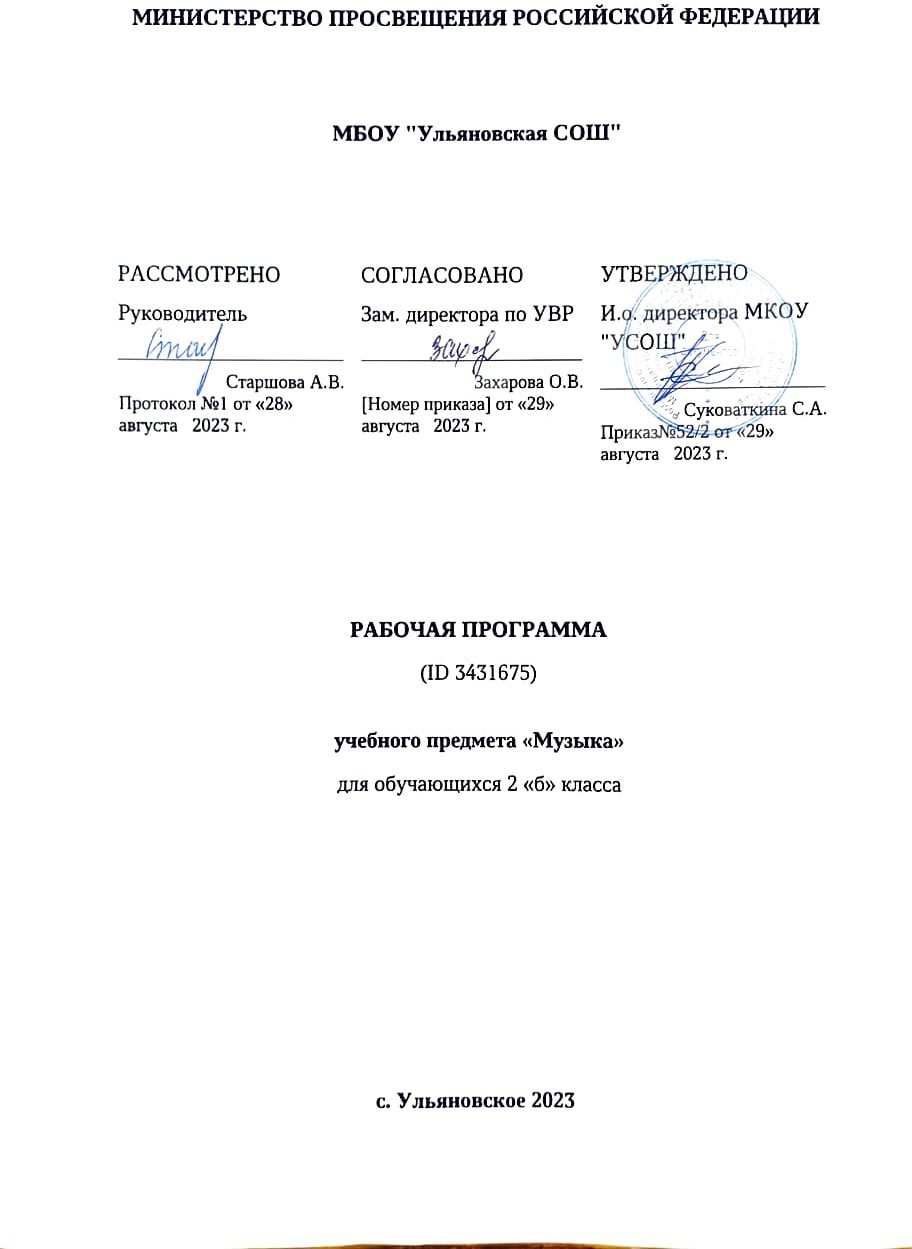 МИНИСТЕРСТВО ПРОСВЕЩЕНИЯ РОССИЙСКОЙ ФЕДЕРАЦИИ
МБОУ "Ульяновская СОШ"
РАССМОТРЕНО
Руководитель
Старшова А.В.
Протокол №1 от «28»
августа 2023 г.
СОГЛАСОВАНО
Зам. директора по УВР
Захарова О.В.
[Номер приказа] от «29»
августа 2023 г.
УТВЕРЖДЕНО
И.о. директора МКОУ
"УСОШ"
Суковаткина С.А.
Приказ№52/2 от «29»
августа 2023 г.
РАБОЧАЯ ПРОГРАММА
(ID 3431675)
учебного предмета «Музыка»
для обучающихся 2 «б» класса
с. Ульяновское 2023